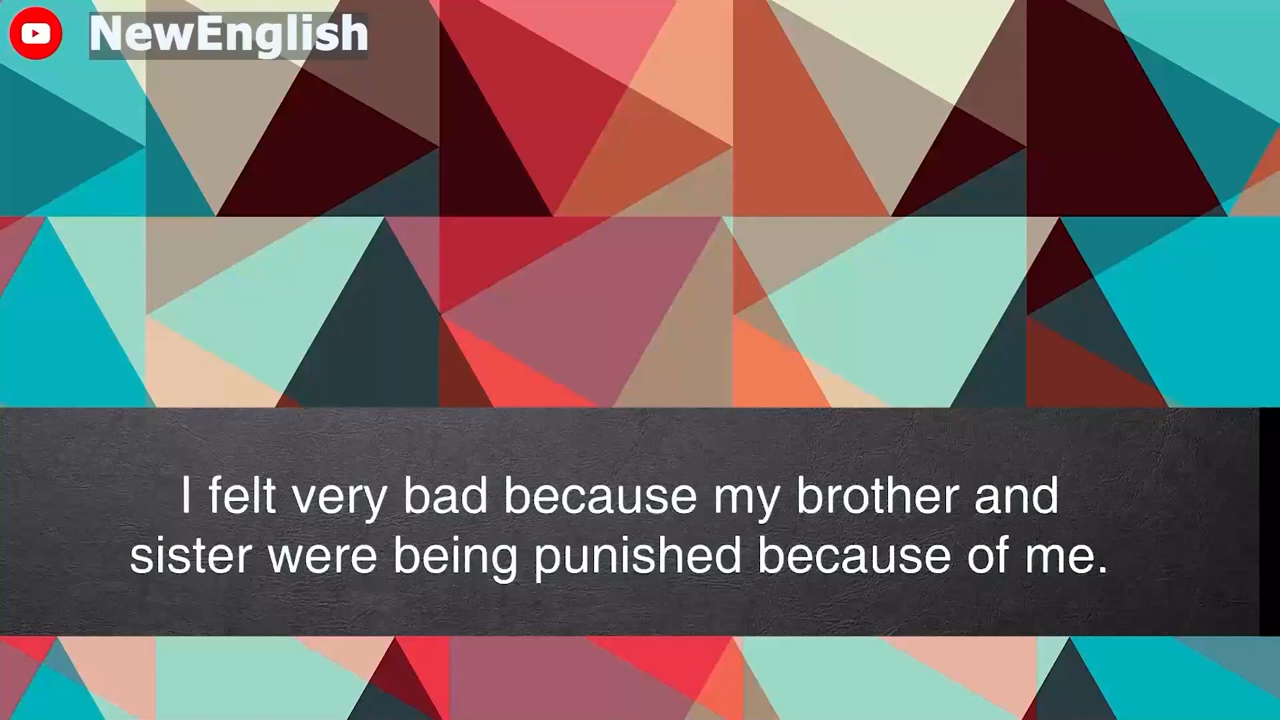 NewEnglish
I felt very bad because my brother and
sister were being punished because of me.